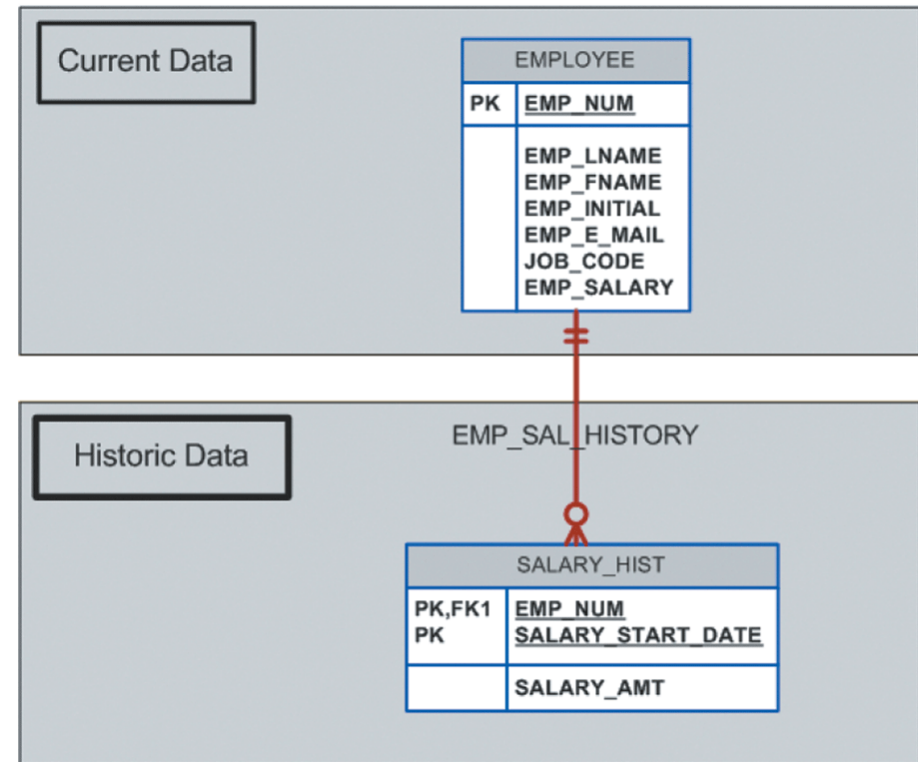 Current Data
EMPLOYEE
PK EMP_NUM
EMP_LNAME
EMP_FNAME
EMP_INITIAL
EMP_E_MAIL
JOB_CODE
EMP_SALARY
Historic Data
EMP_SAL_HISTORY
SALARY_HIST
PK,FK1 EMP_NUM
PK SALARY_START_DATE
SALARY_AMT